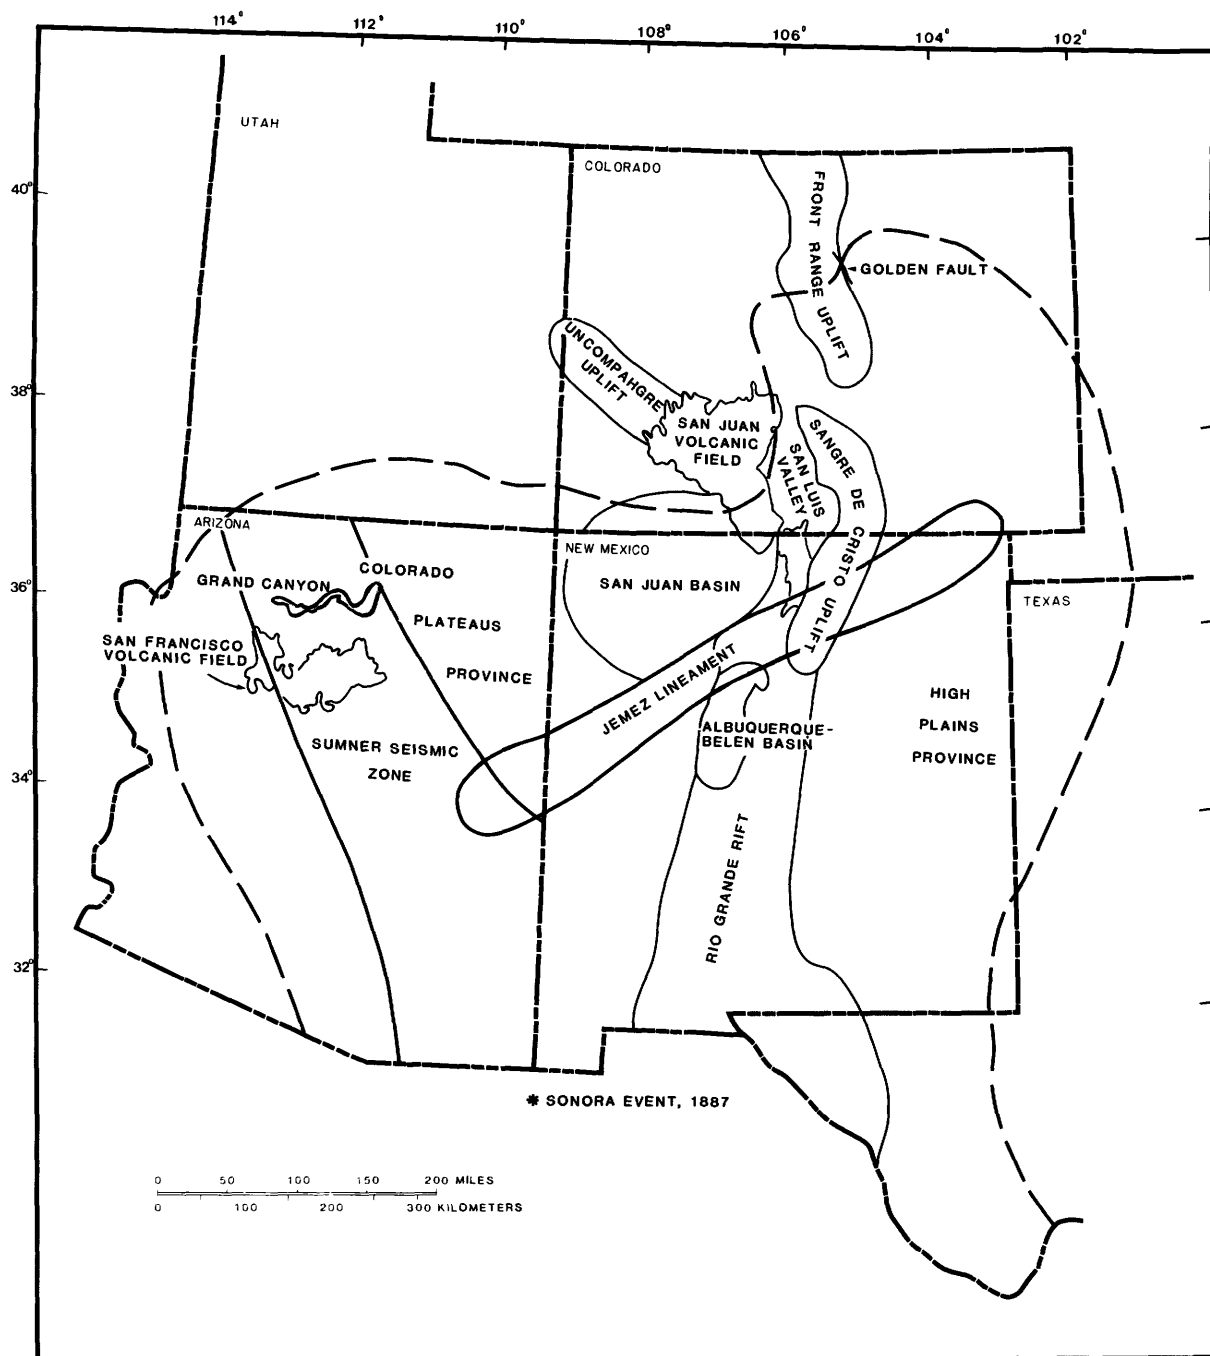 114°
112°
110°
108°
106°
104°
102°
UTAH
COLORADO
40°
FRONT RANGE UPLIFT
GOLDEN FAULT
UNCOMPAHGRE
UPLIFT
38°
SAN JUAN
VOLCANIC
FIELD
SAN LUIS
VALLEY
SANGRE DE CRISTO UPLIFT
ARIZONA
NEW MEXICO
COLORADO
PLATEAUS
PROVINCE
36°
GRAND CANYON
SAN JUAN BASIN
TEXAS
SAN FRANCISCO
VOLCANIC FIELD
JEMEZ LINEAMENT
HIGH
PLAINS
PROVINCE
ALBUQUERQUE-
BELEN BASIN
SUMNER SEISMIC
ZONE
34°
RIO GRANDE RIFT
32°
* SONORA EVENT, 1887
0 50 100 150 200 MILES
0 100 200 300 KILOMETERS